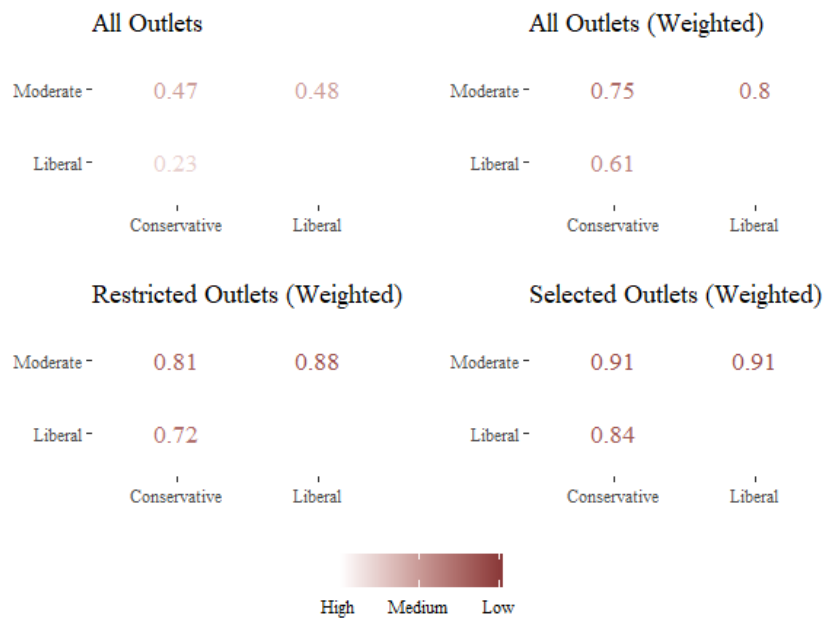 All Outlets
Moderate 0.47 0.48
Liberal 0.23
Conservative Liberal
All Outlets (Weighted)
Moderate 0.75 0.8
Liberal 0.61
Conservative Liberal
Restricted Outlets (Weighted)
Moderate 0.81 0.88
Liberal 0.72
Conservative Liberal
Selected Outlets (Weighted)
Moderate 0.91 0.91
Liberal 0.84
Conservative Liberal
High Medium Low